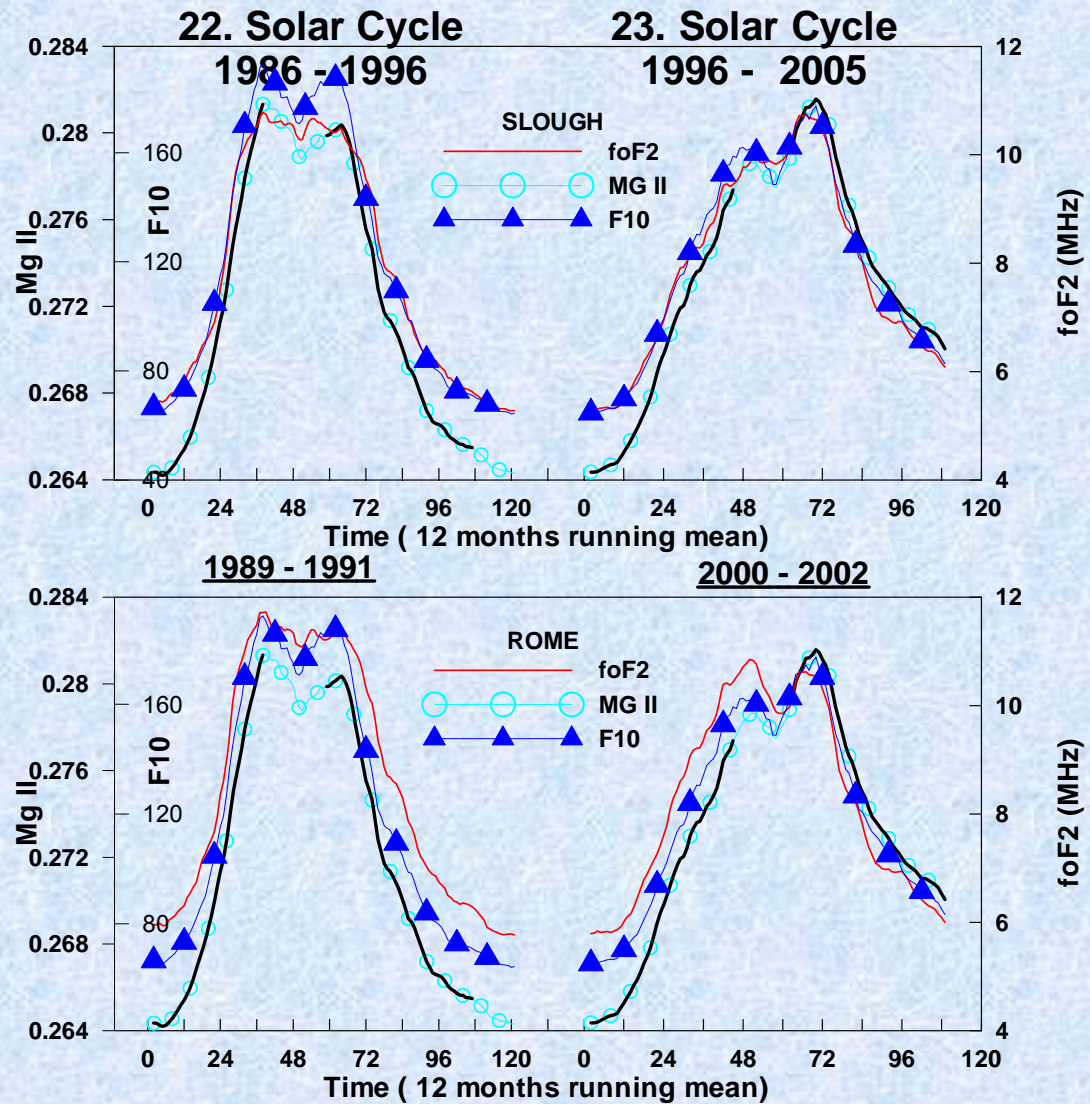 22. Solar Cycle
1986 - 1996
23. Solar Cycle
1996 - 2005
0.284
0.28
0.276
0.272
0.268
0.264
Mg II
160
120
80
40
F10
SLOUGH
foF2
MG II
F10
12
10
8
6
4
foF2 (MHz)
0 24 48 72 96 120
0 24 48 72 96 120
Time ( 12 months running mean)
1989 - 1991
2000 - 2002
0.284
0.28
0.276
0.272
0.268
0.264
Mg II
160
120
80
F10
ROME
foF2
MG II
F10
12
10
8
6
4
foF2 (MHz)
0 24 48 72 96 120
0 24 48 72 96 120
Time ( 12 months running mean)